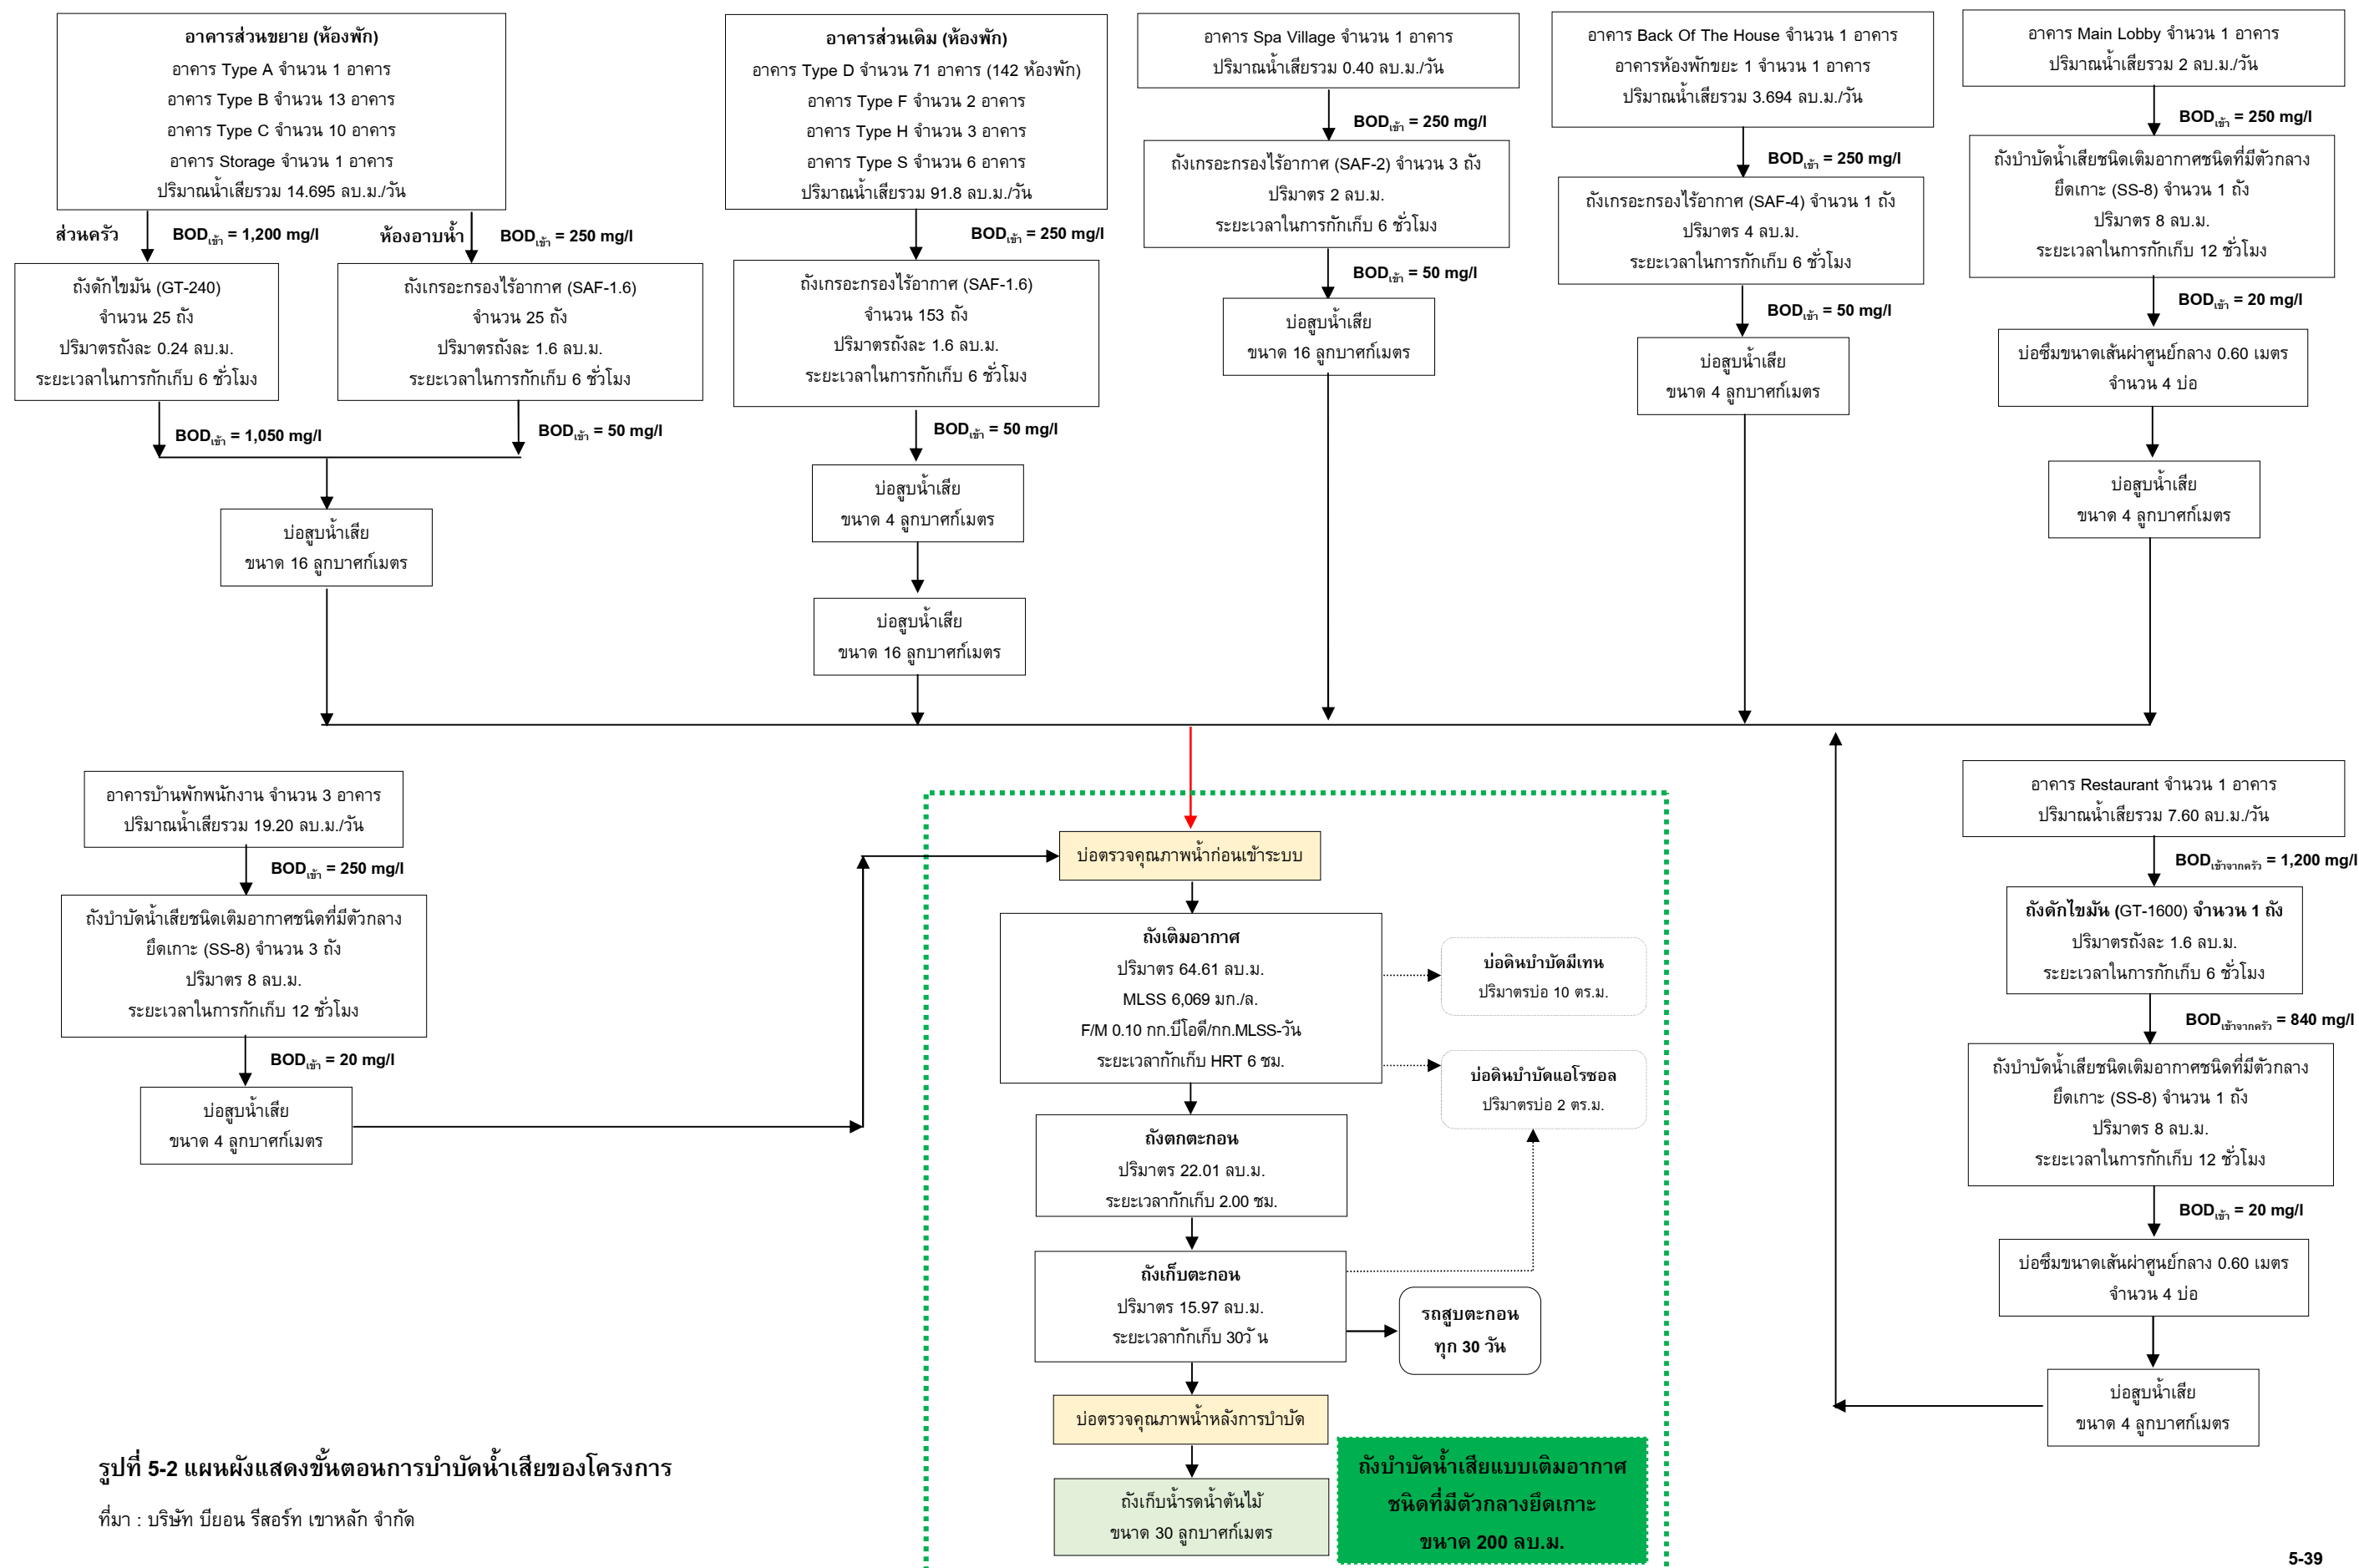 อาคารส่วนขยาย (ห้องพัก)
อาคาร Type A จำนวน 1 อาคาร
อาคาร Type B จำนวน 13 อาคาร
อาคาร Type C จำนวน 10 อาคาร
อาคาร Storage จำนวน 1 อาคาร
ปริมาณน้ำเสียรวม 14.695 ลบ.ม./วัน
ส่วนครัว
BODเข้า = 1,200 mg/l
ห้องอาบน้ำ
BODเข้า = 250 mg/l
ถังดักไขมัน (GT-240)
จำนวน 25 ถัง
ปริมาตรถังละ 0.24 ลบ.ม.
ระยะเวลาในการกักเก็บ 6 ชั่วโมง
ถังเกรอะกรองไร้อากาศ (SAF-1.6)
จำนวน 25 ถัง
ปริมาตรถังละ 1.6 ลบ.ม.
ระยะเวลาในการกักเก็บ 6 ชั่วโมง
BODเข้า = 1,050 mg/l
BODเข้า = 50 mg/l
บ่อสูบน้ำเสีย
ขนาด 16 ลูกบาศก์เมตร
อาคารส่วนเดิม (ห้องพัก)
อาคาร Type D จำนวน 71 อาคาร (142 ห้องพัก)
อาคาร Type F จำนวน 2 อาคาร
อาคาร Type H จำนวน 3 อาคาร
อาคาร Type S จำนวน 6 อาคาร
ปริมาณน้ำเสียรวม 91.8 ลบ.ม./วัน
BODเข้า = 250 mg/l
ถังเกรอะกรองไร้อากาศ (SAF-1.6)
จำนวน 153 ถัง
ปริมาตรถังละ 1.6 ลบ.ม.
ระยะเวลาในการกักเก็บ 6 ชั่วโมง
BODเข้า = 50 mg/l
บ่อสูบน้ำเสีย
ขนาด 4 ลูกบาศก์เมตร
บ่อสูบน้ำเสีย
ขนาด 16 ลูกบาศก์เมตร
อาคาร Spa Village จำนวน 1 อาคาร
ปริมาณน้ำเสียรวม 0.40 ลบ.ม./วัน
BODเข้า = 250 mg/l
ถังเกรอะกรองไร้อากาศ (SAF-2) จำนวน 3 ถัง
ปริมาตร 2 ลบ.ม.
ระยะเวลาในการกักเก็บ 6 ชั่วโมง
BODเข้า = 50 mg/l
บ่อสูบน้ำเสีย
ขนาด 16 ลูกบาศก์เมตร
อาคาร Back Of The House จำนวน 1 อาคาร
อาคารห้องพักขยะ 1 จำนวน 1 อาคาร
ปริมาณน้ำเสียรวม 3.694 ลบ.ม./วัน
BODเข้า = 250 mg/l
ถังเกรอะกรองไร้อากาศ (SAF-4) จำนวน 1 ถัง
ปริมาตร 4 ลบ.ม.
ระยะเวลาในการกักเก็บ 6 ชั่วโมง
BODเข้า = 50 mg/l
บ่อสูบน้ำเสีย
ขนาด 4 ลูกบาศก์เมตร
อาคาร Main Lobby จำนวน 1 อาคาร
ปริมาณน้ำเสียรวม 2 ลบ.ม./วัน
BODเข้า = 250 mg/l
ถังบำบัดน้ำเสียชนิดเติมอากาศชนิดที่มีตัวกลาง
ยึดเกาะ (SS-8) จำนวน 1 ถัง
ปริมาตร 8 ลบ.ม.
ระยะเวลาในการกักเก็บ 12 ชั่วโมง
BODเข้า = 20 mg/l
บ่อซึมขนาดเส้นผ่าศูนย์กลาง 0.60 เมตร
จำนวน 4 บ่อ
บ่อสูบน้ำเสีย
ขนาด 4 ลูกบาศก์เมตร
อาคารบ้านพักพนักงาน จำนวน 3 อาคาร
ปริมาณน้ำเสียรวม 19.20 ลบ.ม./วัน
BODเข้า = 250 mg/l
ถังบำบัดน้ำเสียชนิดเติมอากาศชนิดที่มีตัวกลาง
ยึดเกาะ (SS-8) จำนวน 3 ถัง
ปริมาตร 8 ลบ.ม.
ระยะเวลาในการกักเก็บ 12 ชั่วโมง
BODเข้า = 20 mg/l
บ่อสูบน้ำเสีย
ขนาด 4 ลูกบาศก์เมตร
บ่อตรวจคุณภาพน้ำก่อนเข้าระบบ
ถังเติมอากาศ
ปริมาตร 64.61 ลบ.ม.
MLSS 6,069 มก./ล.
F/M 0.10 กก.บีโอดี/กก.MLSS-วัน
ระยะเวลากักเก็บ HRT 6 ชม.
บ่อดินบำบัดมีเทน
ปริมาตรบ่อ 10 ตร.ม.
บ่อดินบำบัดแอโรซอล
ปริมาตรบ่อ 2 ตร.ม.
ถังตกตะกอน
ปริมาตร 22.01 ลบ.ม.
ระยะเวลากักเก็บ 2.00 ชม.
ถังเก็บตะกอน
ปริมาตร 15.97 ลบ.ม.
ระยะเวลากักเก็บ 30วั น
รถสูบตะกอน
ทุก 30 วัน
บ่อตรวจคุณภาพน้ำหลังการบำบัด
ถังเก็บน้ำรดน้ำต้นไม้
ขนาด 30 ลูกบาศก์เมตร
ถังบำบัดน้ำเสียแบบเติมอากาศ
ชนิดที่มีตัวกลางยึดเกาะ
ขนาด 200 ลบ.ม.
อาคาร Restaurant จำนวน 1 อาคาร
ปริมาณน้ำเสียรวม 7.60 ลบ.ม./วัน
BODเข้าจากครัว = 1,200 mg/l
ถังดักไขมัน (GT-1600) จำนวน 1 ถัง
ปริมาตรถังละ 1.6 ลบ.ม.
ระยะเวลาในการกักเก็บ 6 ชั่วโมง
BODเข้าจากครัว = 840 mg/l
ถังบำบัดน้ำเสียชนิดเติมอากาศชนิดที่มีตัวกลาง
ยึดเกาะ (SS-8) จำนวน 1 ถัง
ปริมาตร 8 ลบ.ม.
ระยะเวลาในการกักเก็บ 12 ชั่วโมง
BODเข้า = 20 mg/l
บ่อซึมขนาดเส้นผ่าศูนย์กลาง 0.60 เมตร
จำนวน 4 บ่อ
บ่อสูบน้ำเสีย
ขนาด 4 ลูกบาศก์เมตร
รูปที่ 5-2 แผนผังแสดงขั้นตอนการบำบัดน้ำเสียของโครงการ
ที่มา : บริษัท บียอน รีสอร์ท เขาหลัก จำกัด
5-39